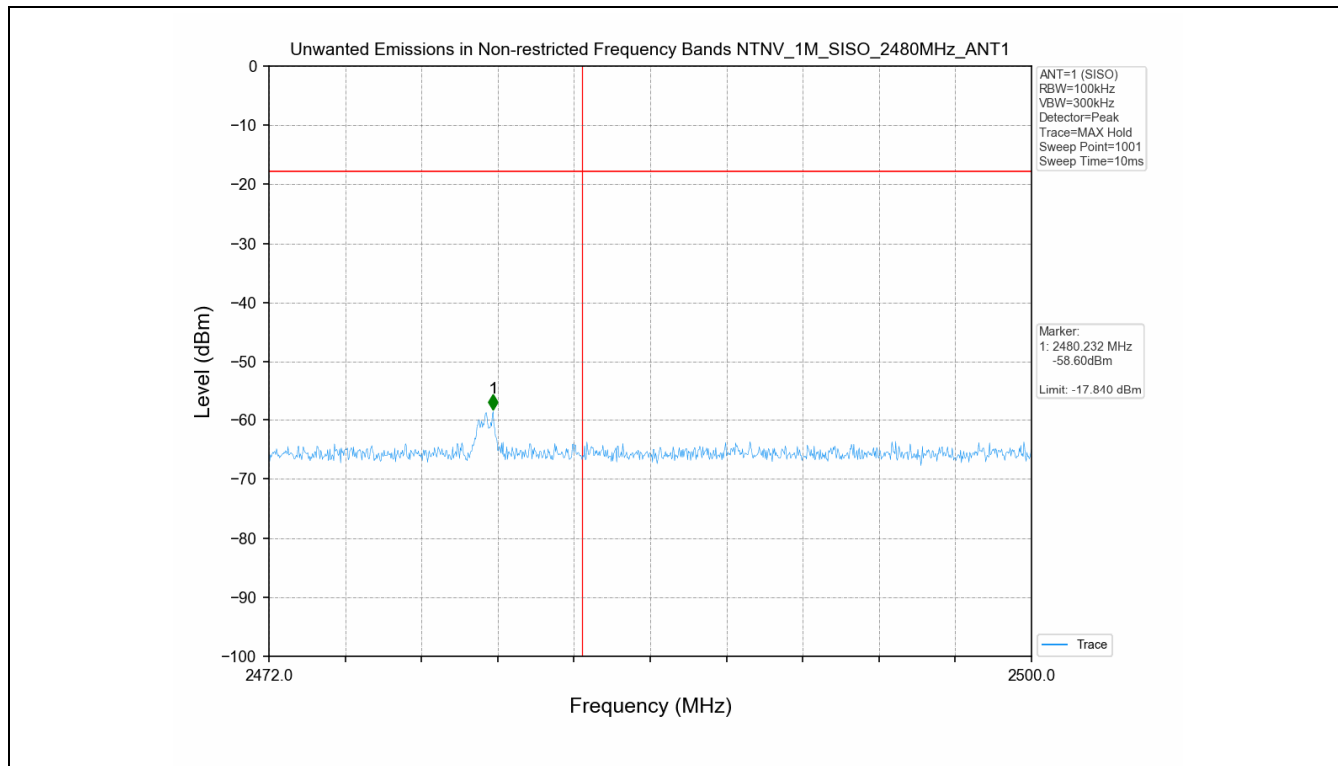 Unwanted Emissions in Non-restricted Frequency Bands NTNV_1M_SISO_2480MHz_ANT1
0
−10
−20
−30
−40
−50
−60
−70
−80
−90
−100
Level (dBm)
1
2472.0
2500.0
Frequency (MHz)
ANT=1 (SISO)
RBW=100kHz
VBW=300kHz
Detector=Peak
Trace=MAX Hold
Sweep Point=1001
Sweep Time=10ms
Marker:
1: 2480.232 MHz
-58.60dBm
Limit: -17.840 dBm
Trace